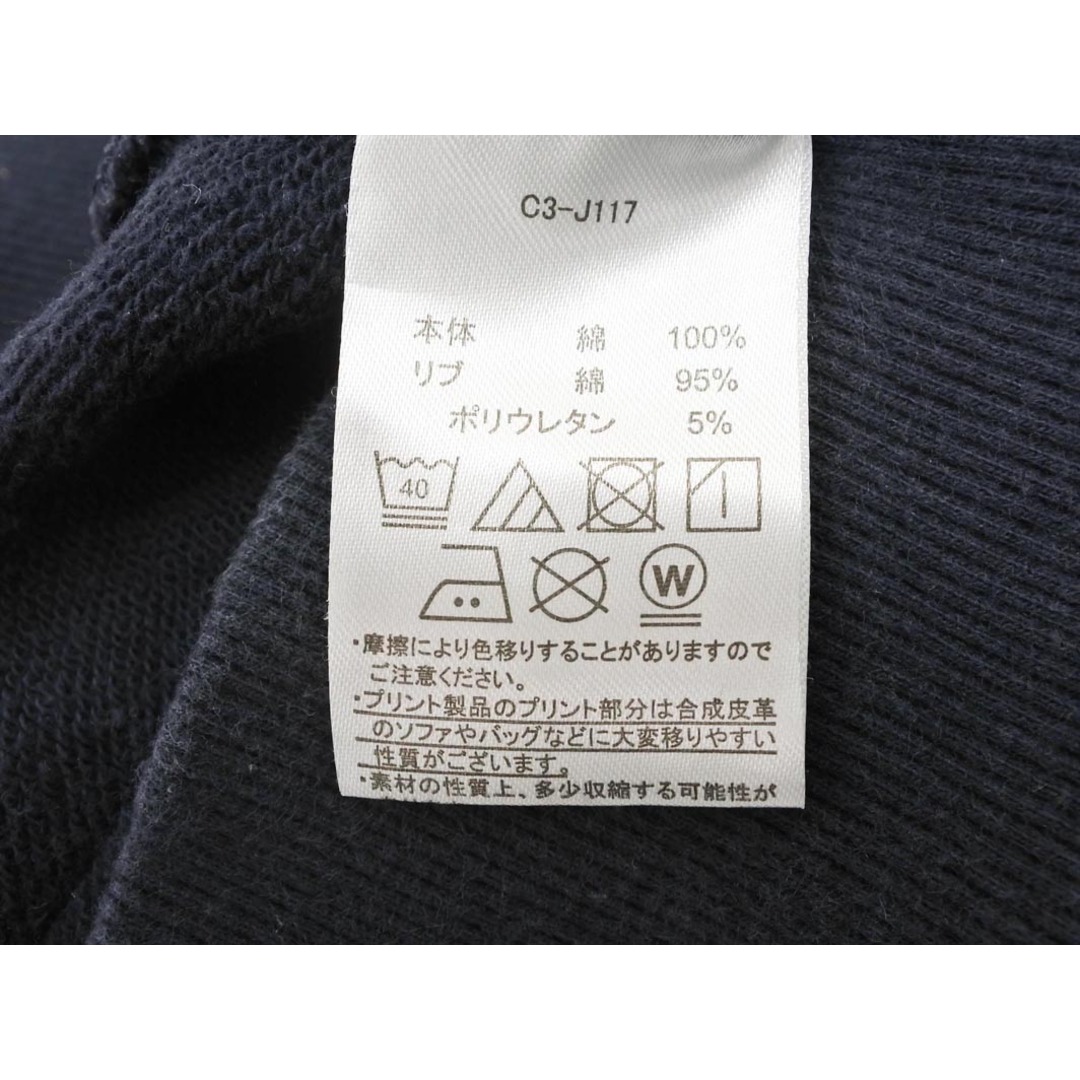 C3-J117
本体 綿 100%
リブ 綿 95%
ポリウレタン 5%
40
W
・摩擦により色移りすることがありますので
ご注意ください。
・プリント製品のプリント部分は合成皮革
のソファやバッグなどに大変移りやすい
性質がございます。
・素材の性質上、多少収縮する可能性が